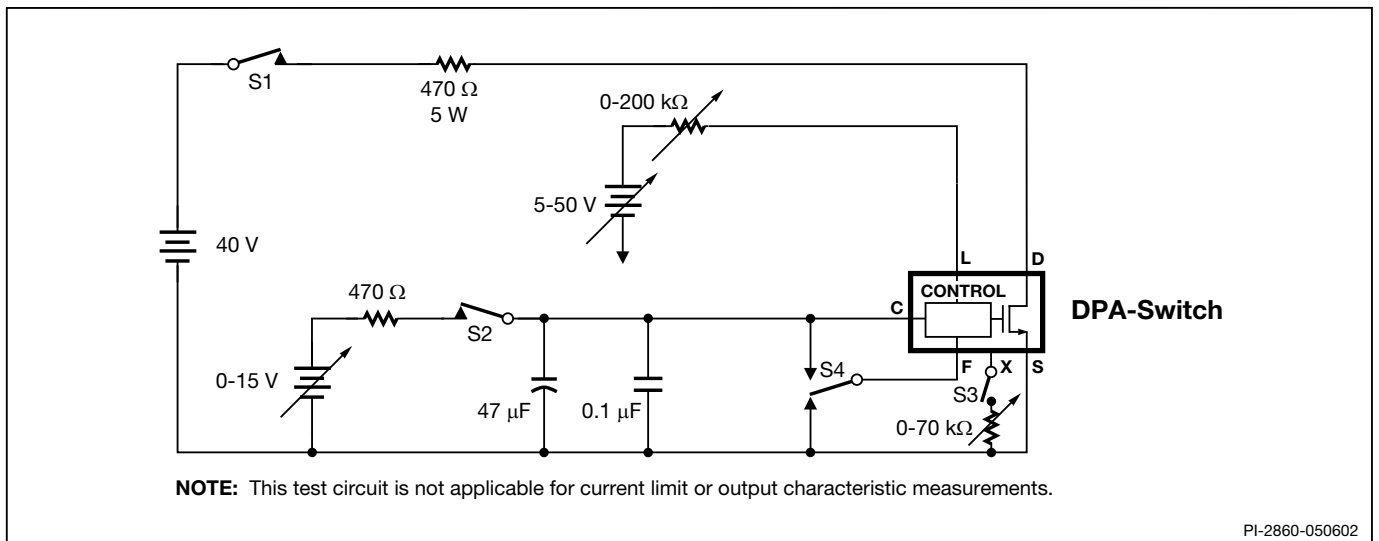 S1
470 Ω
5 W
0-200 kΩ
5-50 V
40 V
L
D
CONTROL
C
DPA-Switch
470 Ω
S2
0-15 V
47 μF
0.1 μF
S4
F
X
S
S3
0-70 kΩ
NOTE: This test circuit is not applicable for current limit or output characteristic measurements.
PI-2860-050602